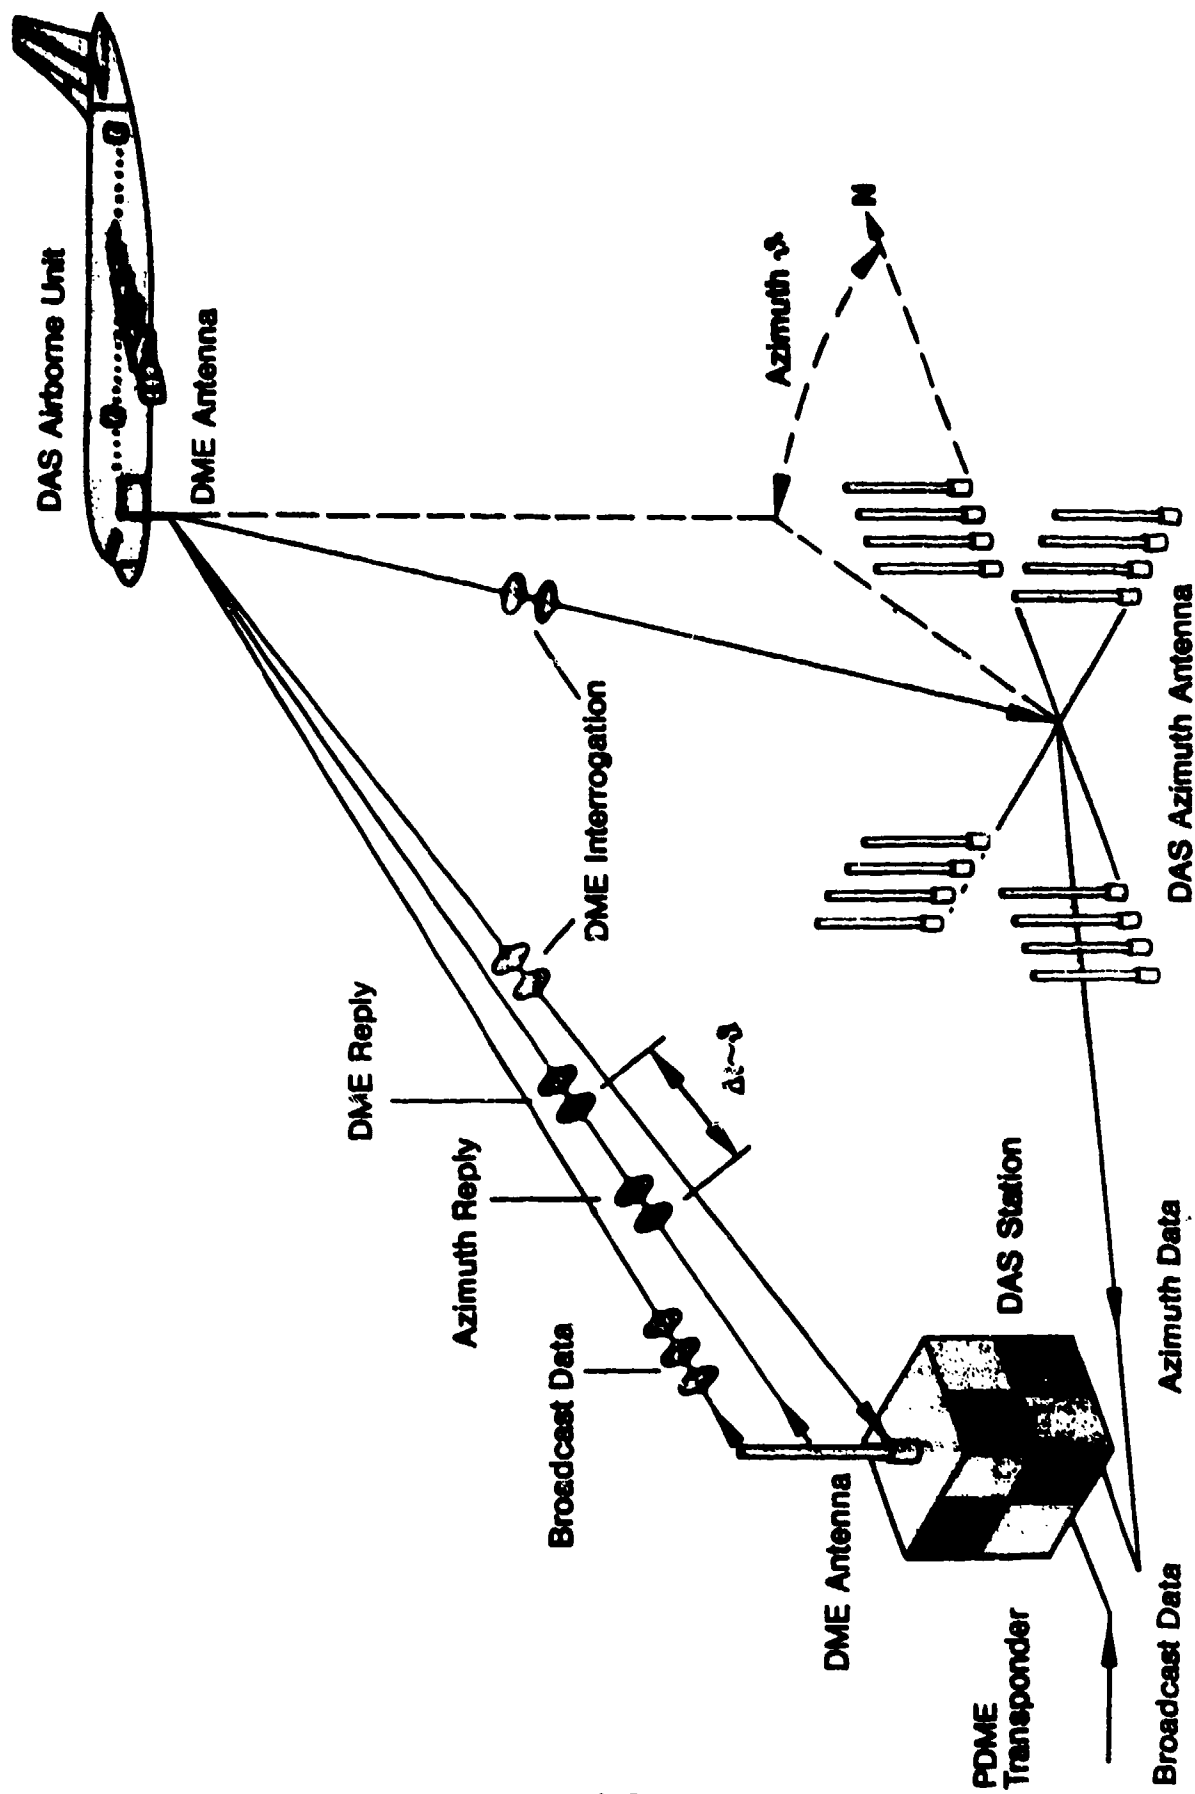 DAS Airborne Unit
DME Antenna
DME Reply
Azimuth Reply
Broadcast Data
DME Interrogation
Azimuth ϑ
N
Δt~ϑ
DME Antenna
DAS Station
PDME
Transponder
Broadcast Data
Azimuth Data
DAS Azimuth Antenna